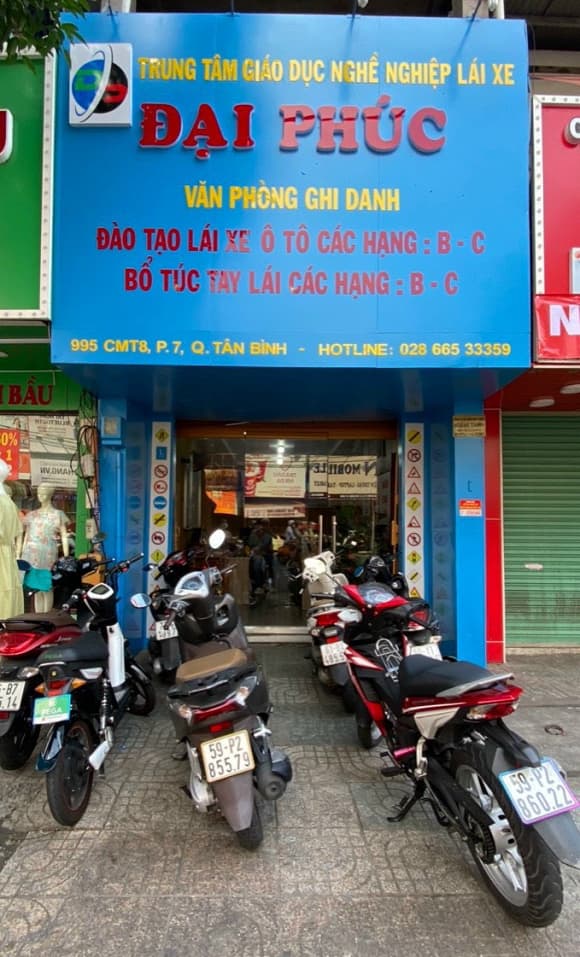 TRUNG TÂM GIÁO DỤC NGHỀ NGHIỆP LÁI XE
ĐẠI PHÚC
VĂN PHÒNG GHI DANH
ĐÀO TẠO LÁI XE Ô TÔ CÁC HẠNG : B - C
BỔ TÚC TAY LÁI CÁC HẠNG : B - C
995 CMT8, P.7, Q.TÂN BÌNH - HOTLINE: 028 665 33359
BẦU
50%
MOBILE
N
59-P2
855.79
59-P2
860.22